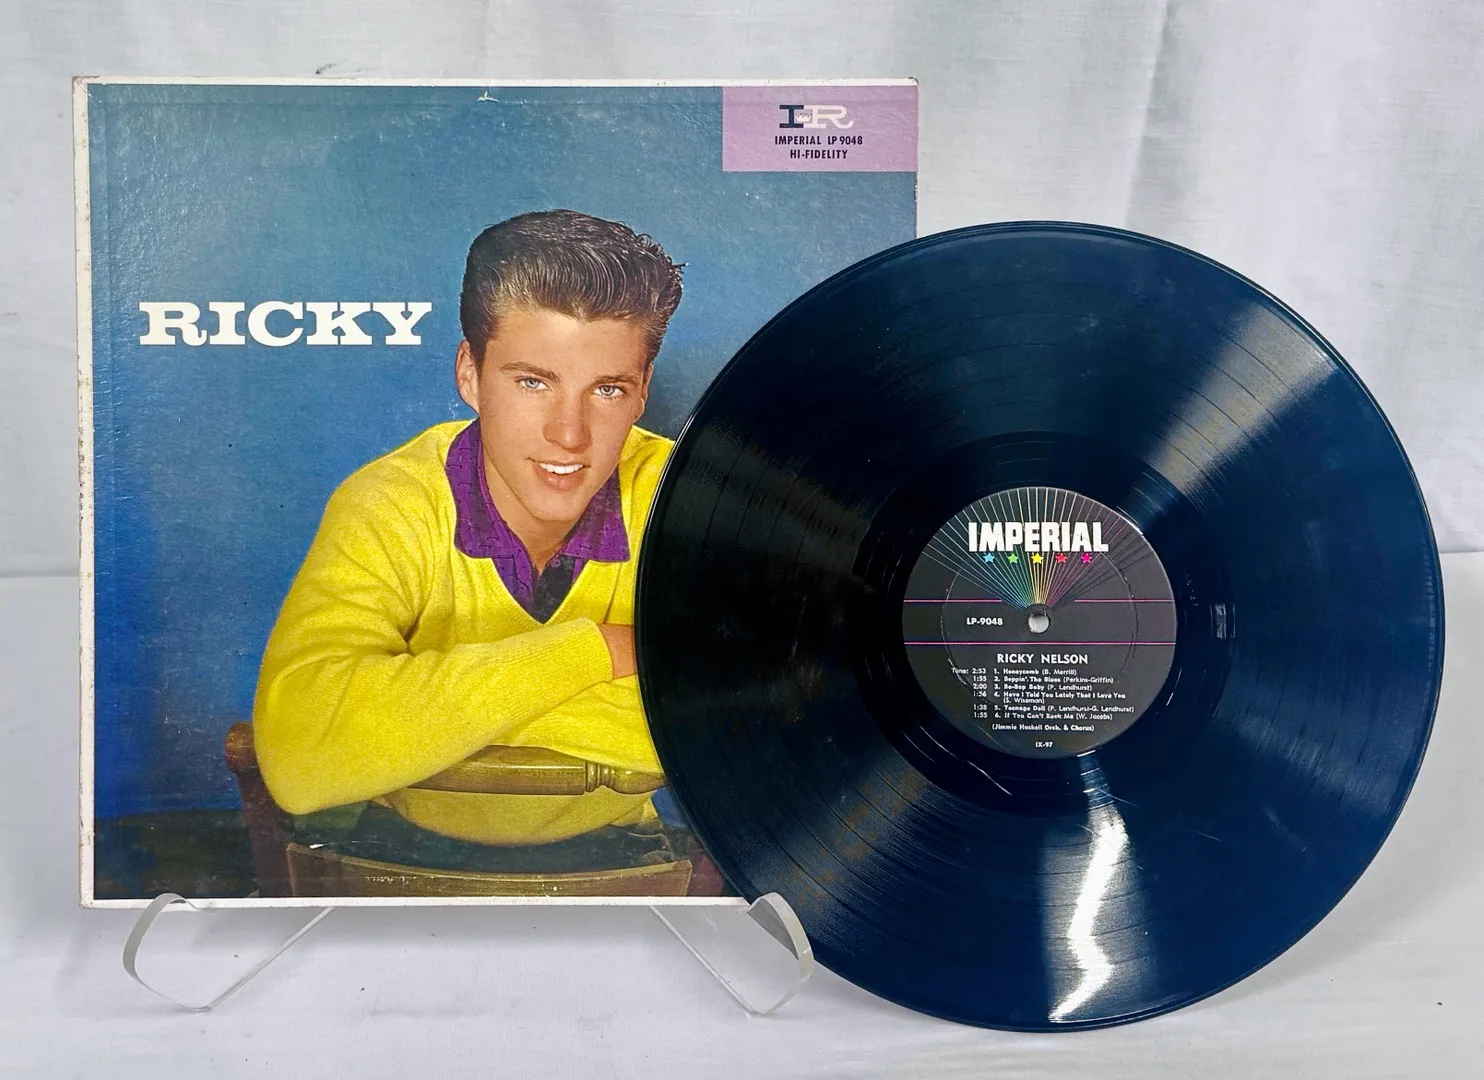 IR
IMPERIAL LP 9048
HI-FIDELITY
RICKY
IMPERIAL
LP-9048
RICKY NELSON
Time: 2:53 1. Honeycomb (B. Merrill)
1:55 2. Boppin' The Blues (Perkins-Griffin)
2:00 3. Be-Bop Baby (P. Lendhurst)
1:56 4. Have I Told You Lately That I Love You
(S. Wiseman)
1:38 5. Teenage Doll (P. Lendhurst-G. Lendhurst)
1:55 6. If You Can't Rock Me (W. Jacobs)
(Jimmie Haskell Orch. & Chorus)
IX-97